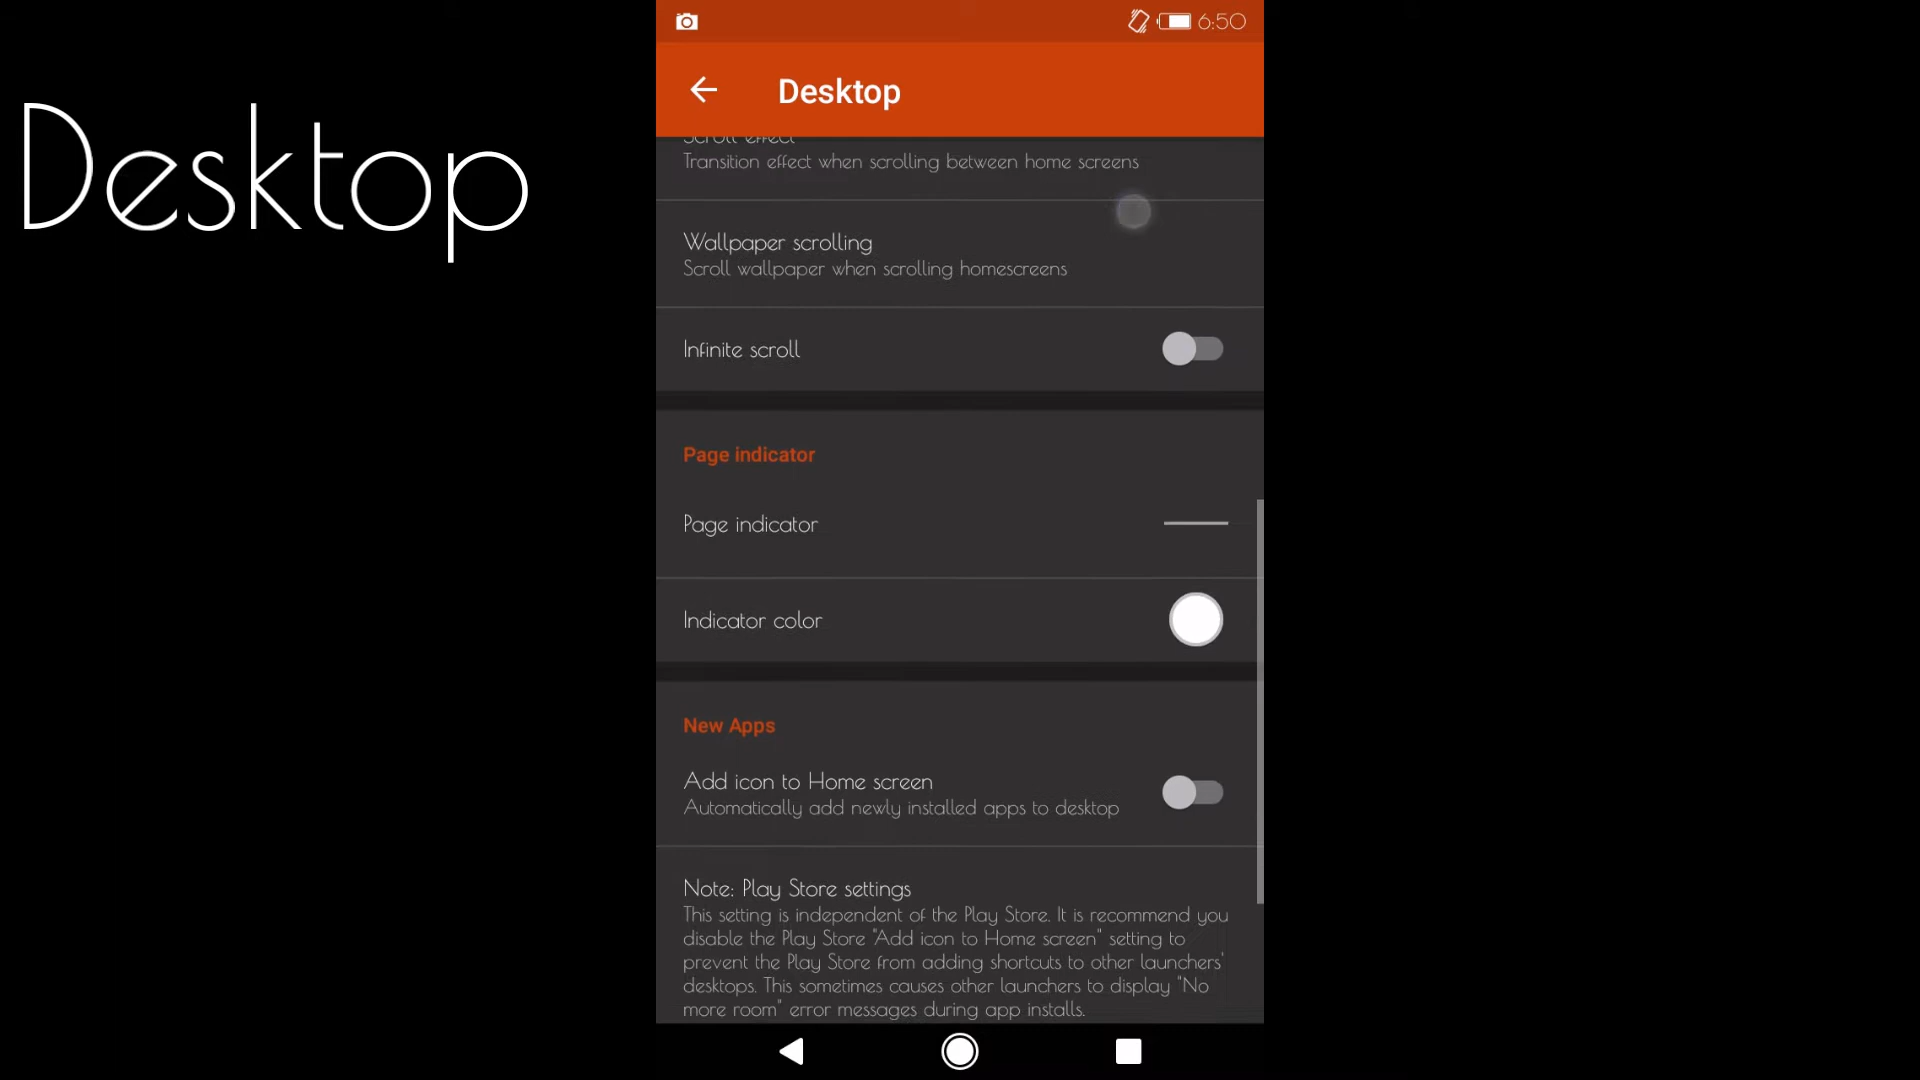 Desktop
6:50
Desktop
Scroll effect
Transition effect when scrolling between home screens
Wallpaper scrolling
Scroll wallpaper when scrolling homescreens
Infinite scroll
Page indicator
Page indicator
Indicator color
New Apps
Add icon to Home screen
Automatically add newly installed apps to desktop
Note: Play Store settings
This setting is independent of the Play Store. It is recommend you
disable the Play Store "Add icon to Home screen" setting to
prevent the Play Store from adding shortcuts to other launchers'
desktops. This sometimes causes other launchers to display "No
more room" error messages during app installs.